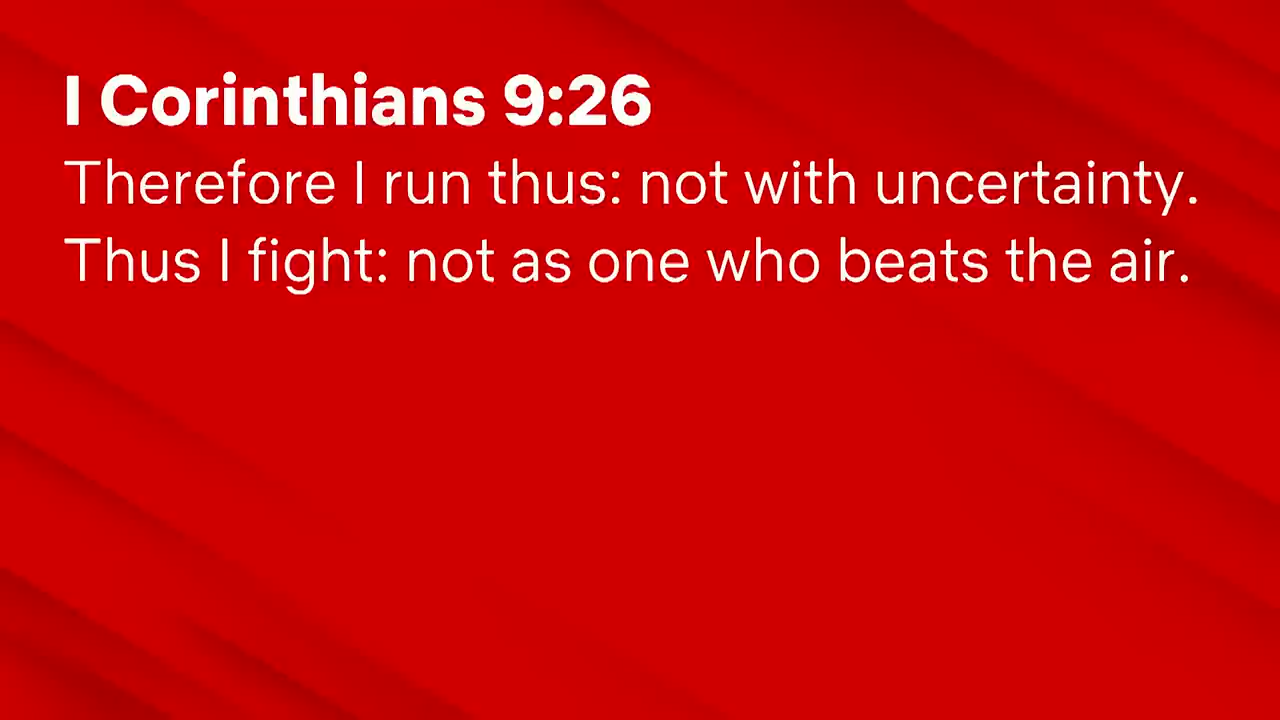 I Corinthians 9:26
Therefore I run thus: not with uncertainty.
Thus I fight: not as one who beats the air.